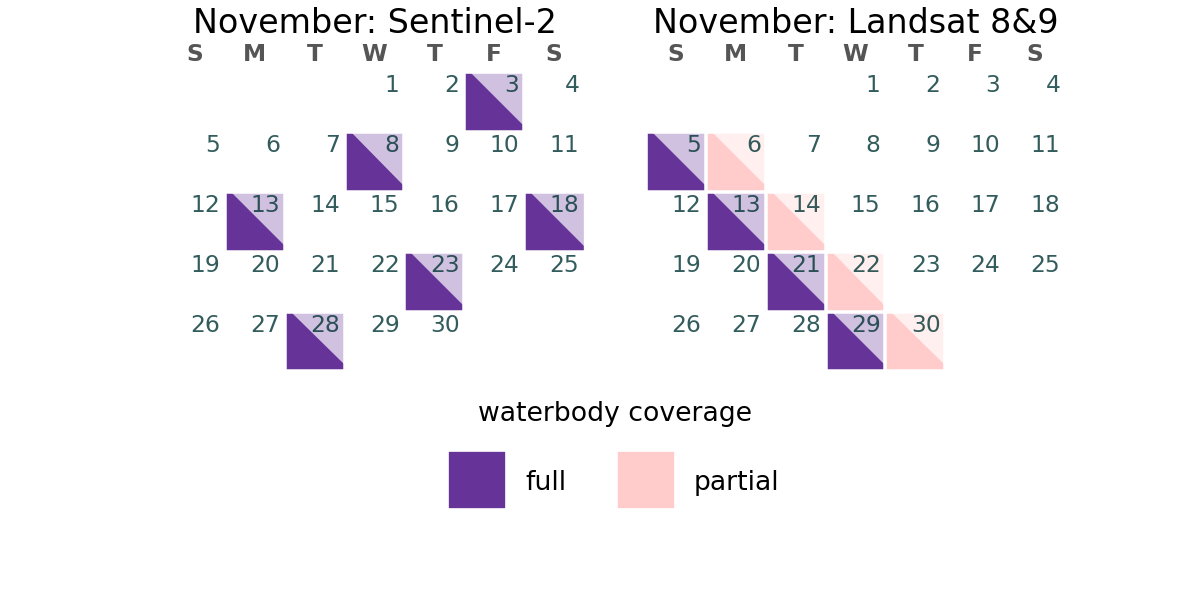 November: Sentinel-2
S M T W T F S
1 2 3 4
5 6 7 8 9 10 11
12 13 14 15 16 17 18
19 20 21 22 23 24 25
26 27 28 29 30
November: Landsat 8&9
S M T W T F S
1 2 3 4
5 6 7 8 9 10 11
12 13 14 15 16 17 18
19 20 21 22 23 24 25
26 27 28 29 30
waterbody coverage
full partial